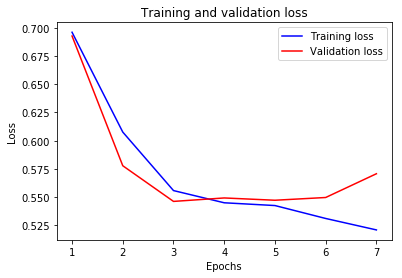 Training and validation loss
Training loss
Validation loss
0.700
0.675
0.650
0.625
0.600
0.575
0.550
0.525
Loss
1 2 3 4 5 6 7
Epochs